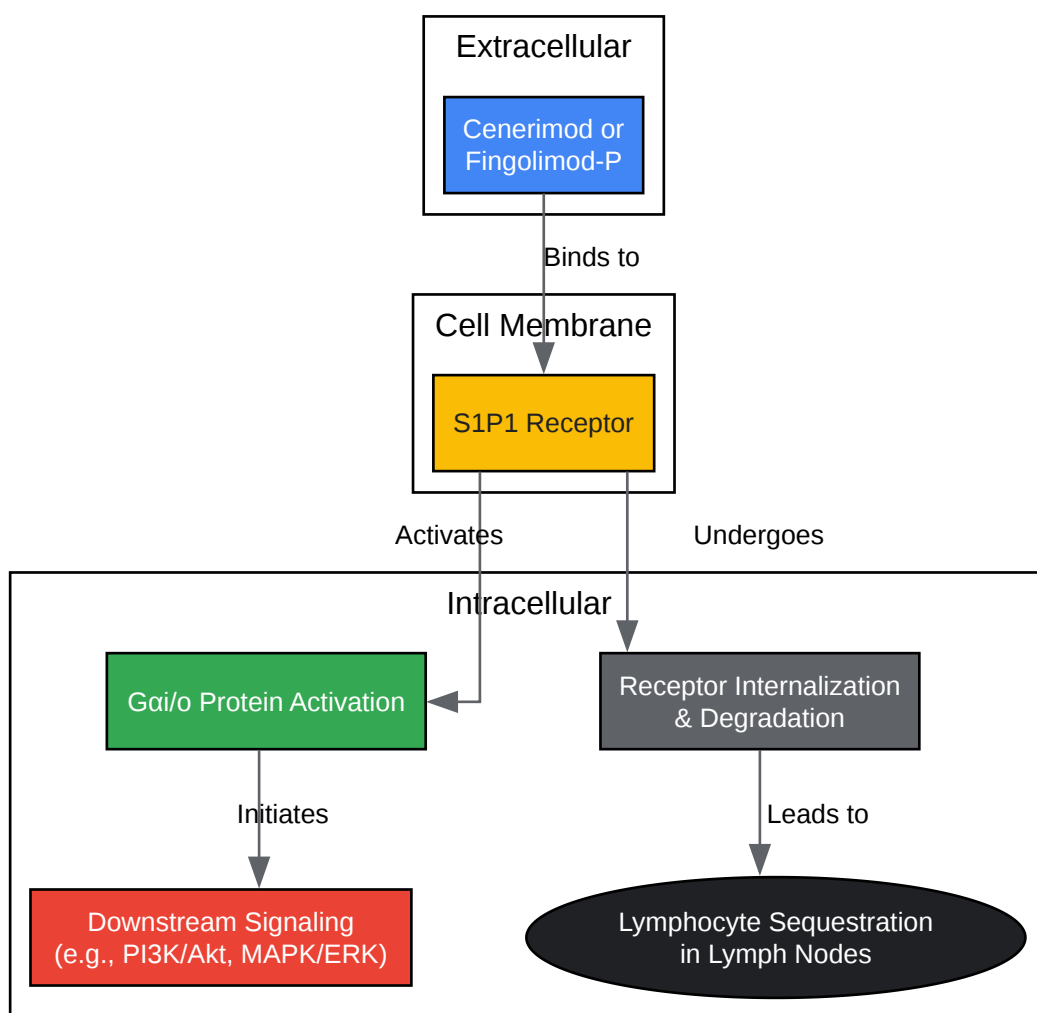 Extracellular
Cenerimod or
Fingolimod-P
Binds to
Cell Membrane
S1P1 Receptor
Activates
Undergoes
Intracellular
Gαi/o Protein Activation
Receptor Internalization
& Degradation
Initiates
Leads to
Downstream Signaling
(e.g., PI3K/Akt, MAPK/ERK)
Lymphocyte Sequestration
in Lymph Nodes